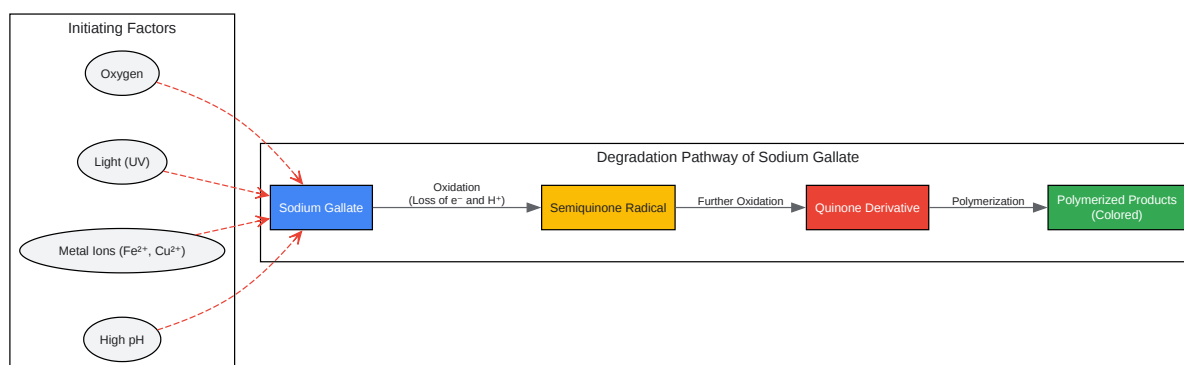 Initiating Factors
Oxygen
Light (UV)
Metal Ions (Fe²⁺, Cu²⁺)
High pH
Degradation Pathway of Sodium Gallate
Sodium Gallate
Oxidation
(Loss of e⁻ and H⁺)
Semiquinone Radical
Further Oxidation
Quinone Derivative
Polymerization
Polymerized Products
(Colored)